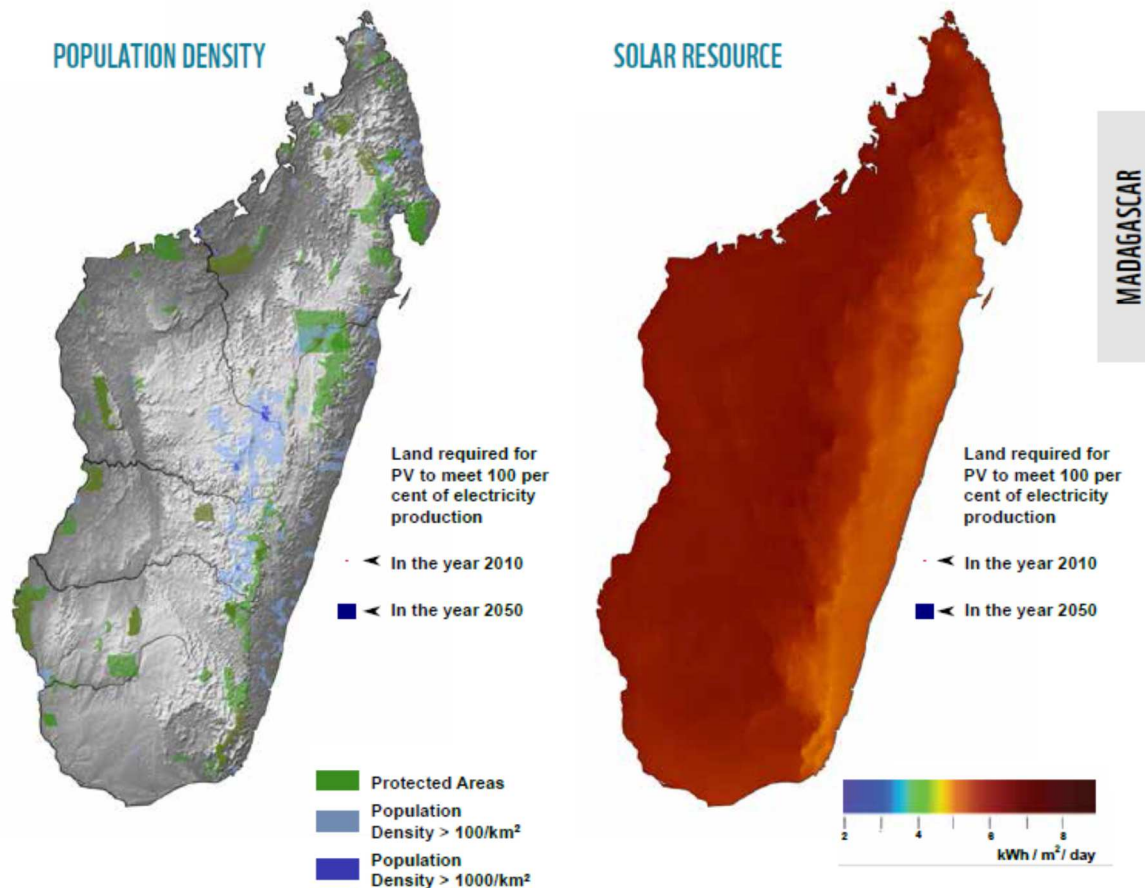 POPULATION DENSITY
SOLAR RESOURCE
MADAGASCAR
Land required for
PV to meet 100 per
cent of electricity
production
In the year 2010
In the year 2050
Land required for
PV to meet 100 per
cent of electricity
production
In the year 2010
In the year 2050
Protected Areas
Population
Density > 100/km²
Population
Density > 1000/km²
2 4 6 8
kWh / m²/ day